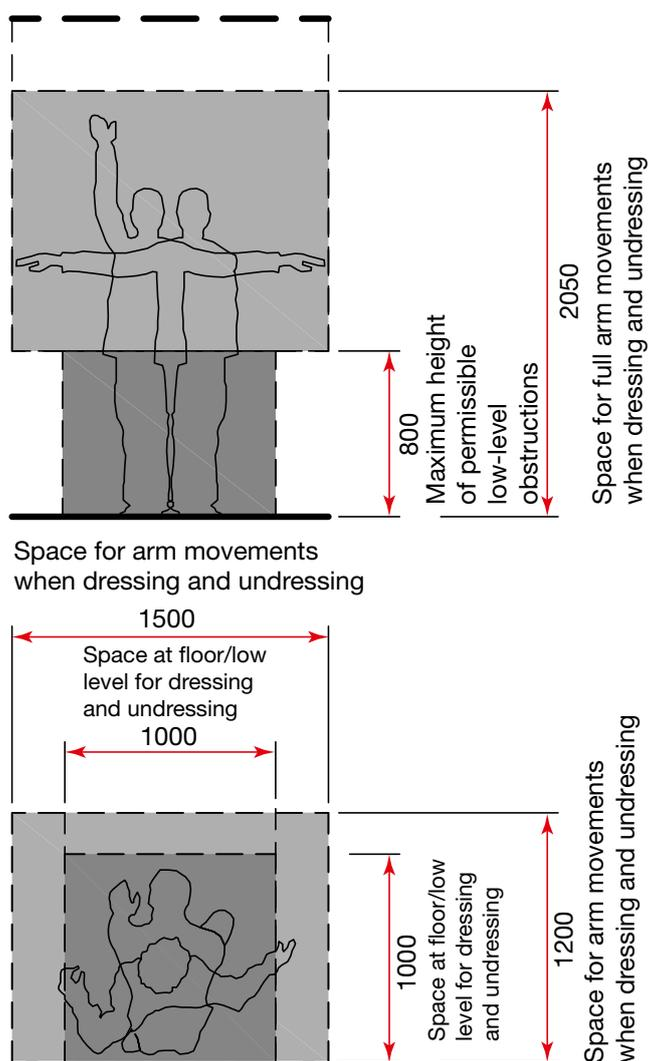 2050
Space for full arm movements
when dressing and undressing
800
Maximum height
of permissible
low-level
obstructions
Space for arm movements
when dressing and undressing
1500
Space at floor/low
level for dressing
and undressing
1000
1000
Space at floor/low
level for dressing
and undressing
1200
Space for arm movements
when dressing and undressing